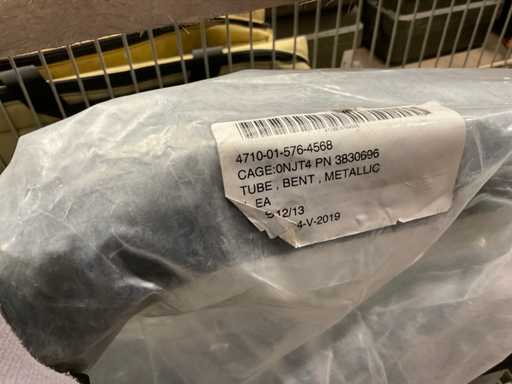 4710-01-576-4568
CAGE:0NJT4 PN 3830696
TUBE , BENT , METALLIC
EA
12/13
4-V-2019